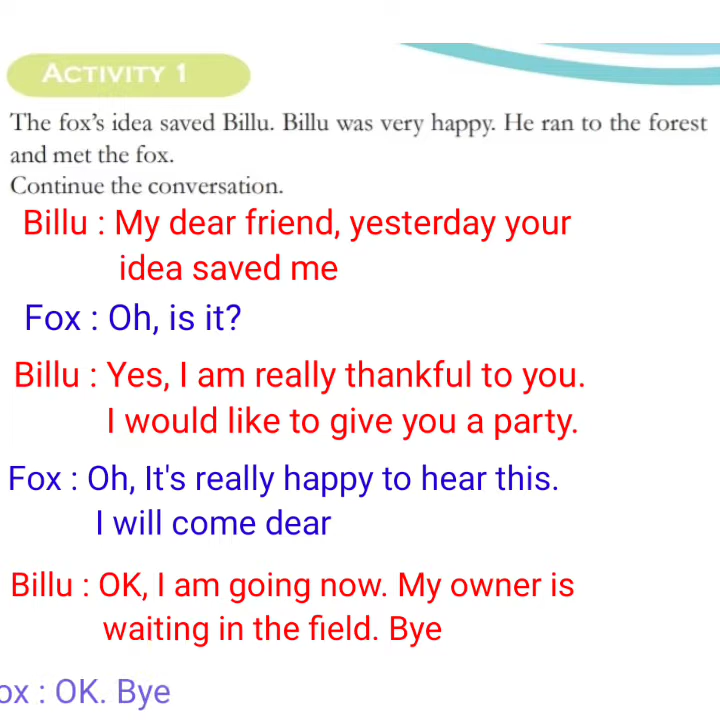 ACTIVITY 1
The fox's idea saved Billu. Billu was very happy. He ran to the forest
and met the fox.
Continue the conversation.
Billu : My dear friend, yesterday your
idea saved me
Fox : Oh, is it?
Billu : Yes, I am really thankful to you.
I would like to give you a party.
Fox : Oh, It's really happy to hear this.
I will come dear
Billu : OK, I am going now. My owner is
waiting in the field. Bye
ox : OK. Bye